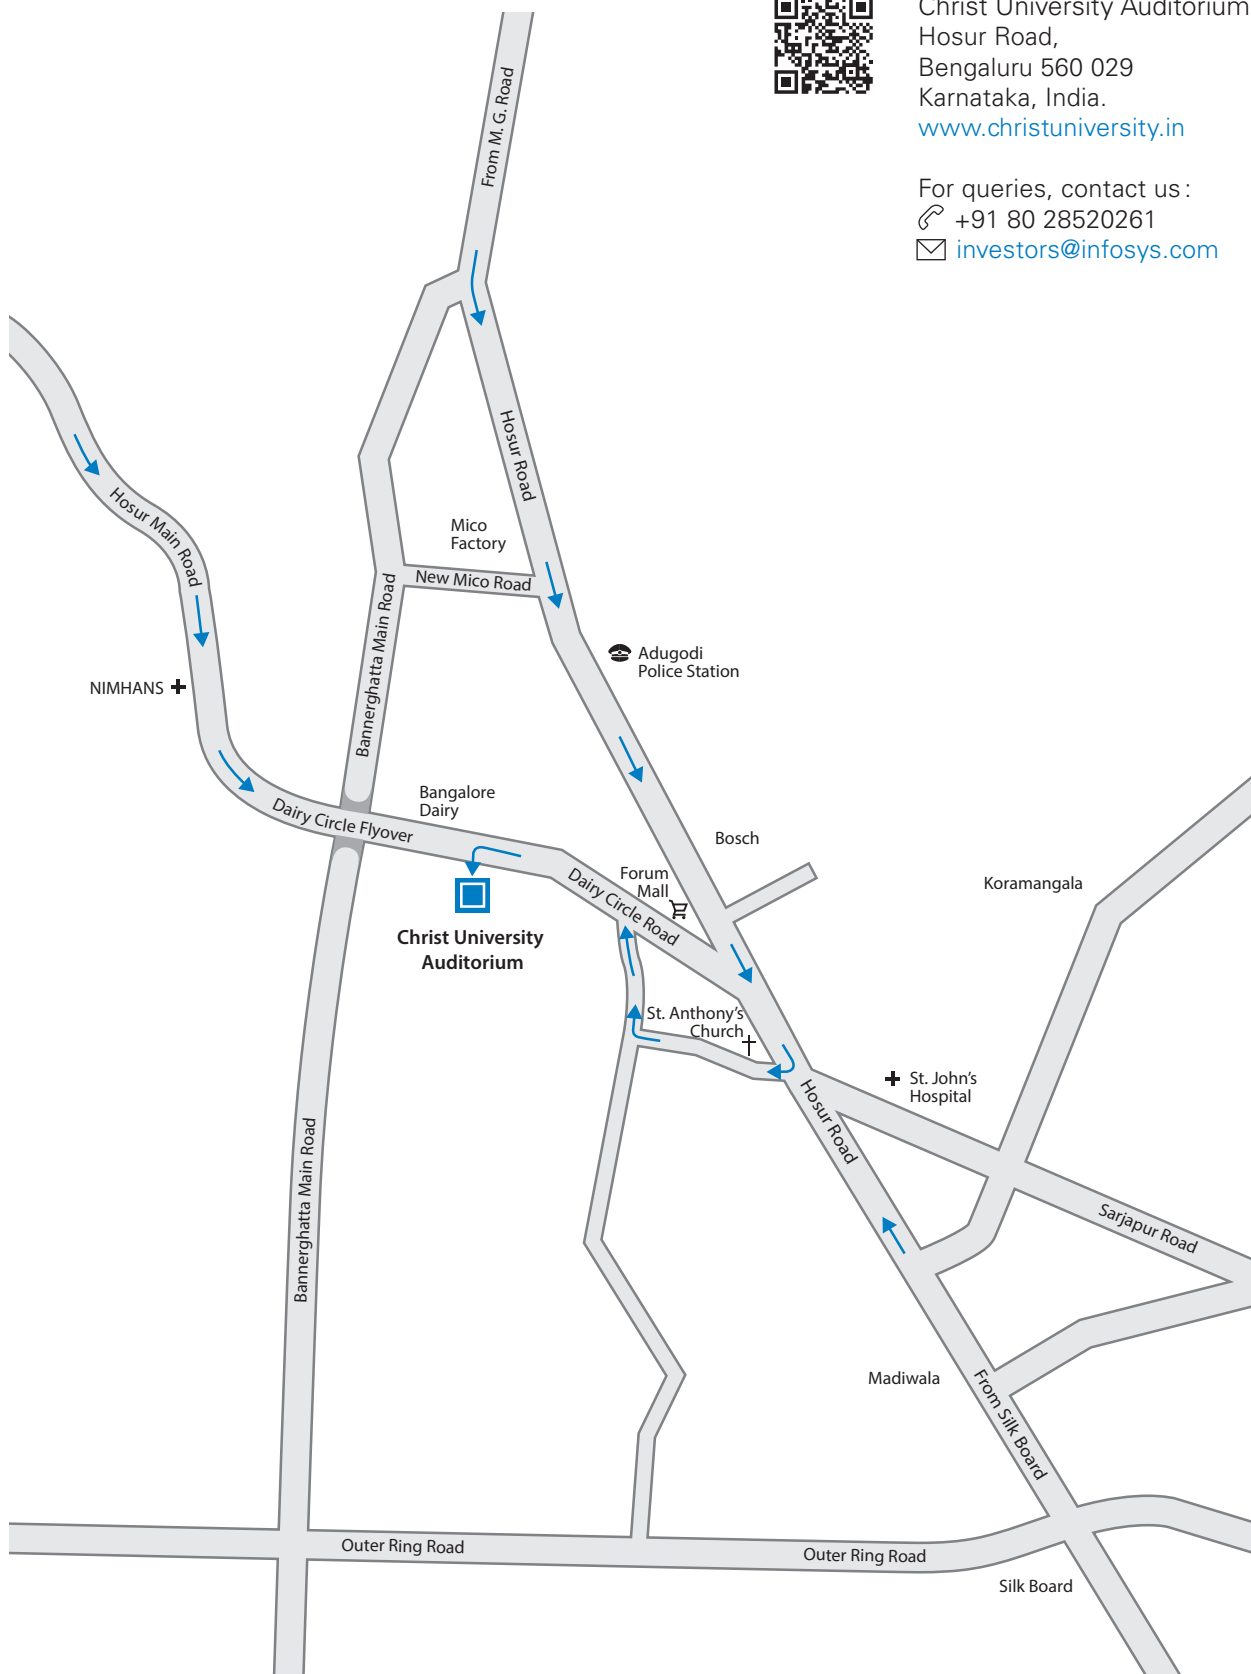 Christ University Auditorium
Hosur Road,
Bengaluru 560 029
Karnataka, India.
www.christuniversity.in
For queries, contact us:
+91 80 28520261
investors@infosys.com
From M. G. Road
Hosur Road
Hosur Main Road
Mico
Factory
New Mico Road
Bannerghatta Main Road
Adugodi
Police Station
NIMHANS
Bangalore
Dairy
Dairy Circle Flyover
Bosch
Forum
Mall
Dairy Circle Road
Koramangala
Christ University
Auditorium
St. Anthony's
Church
St. John's
Hospital
Hosur Road
Bannerghatta Main Road
Sarjapur Road
Madiwala
From Silk Board
Outer Ring Road
Outer Ring Road
Silk Board